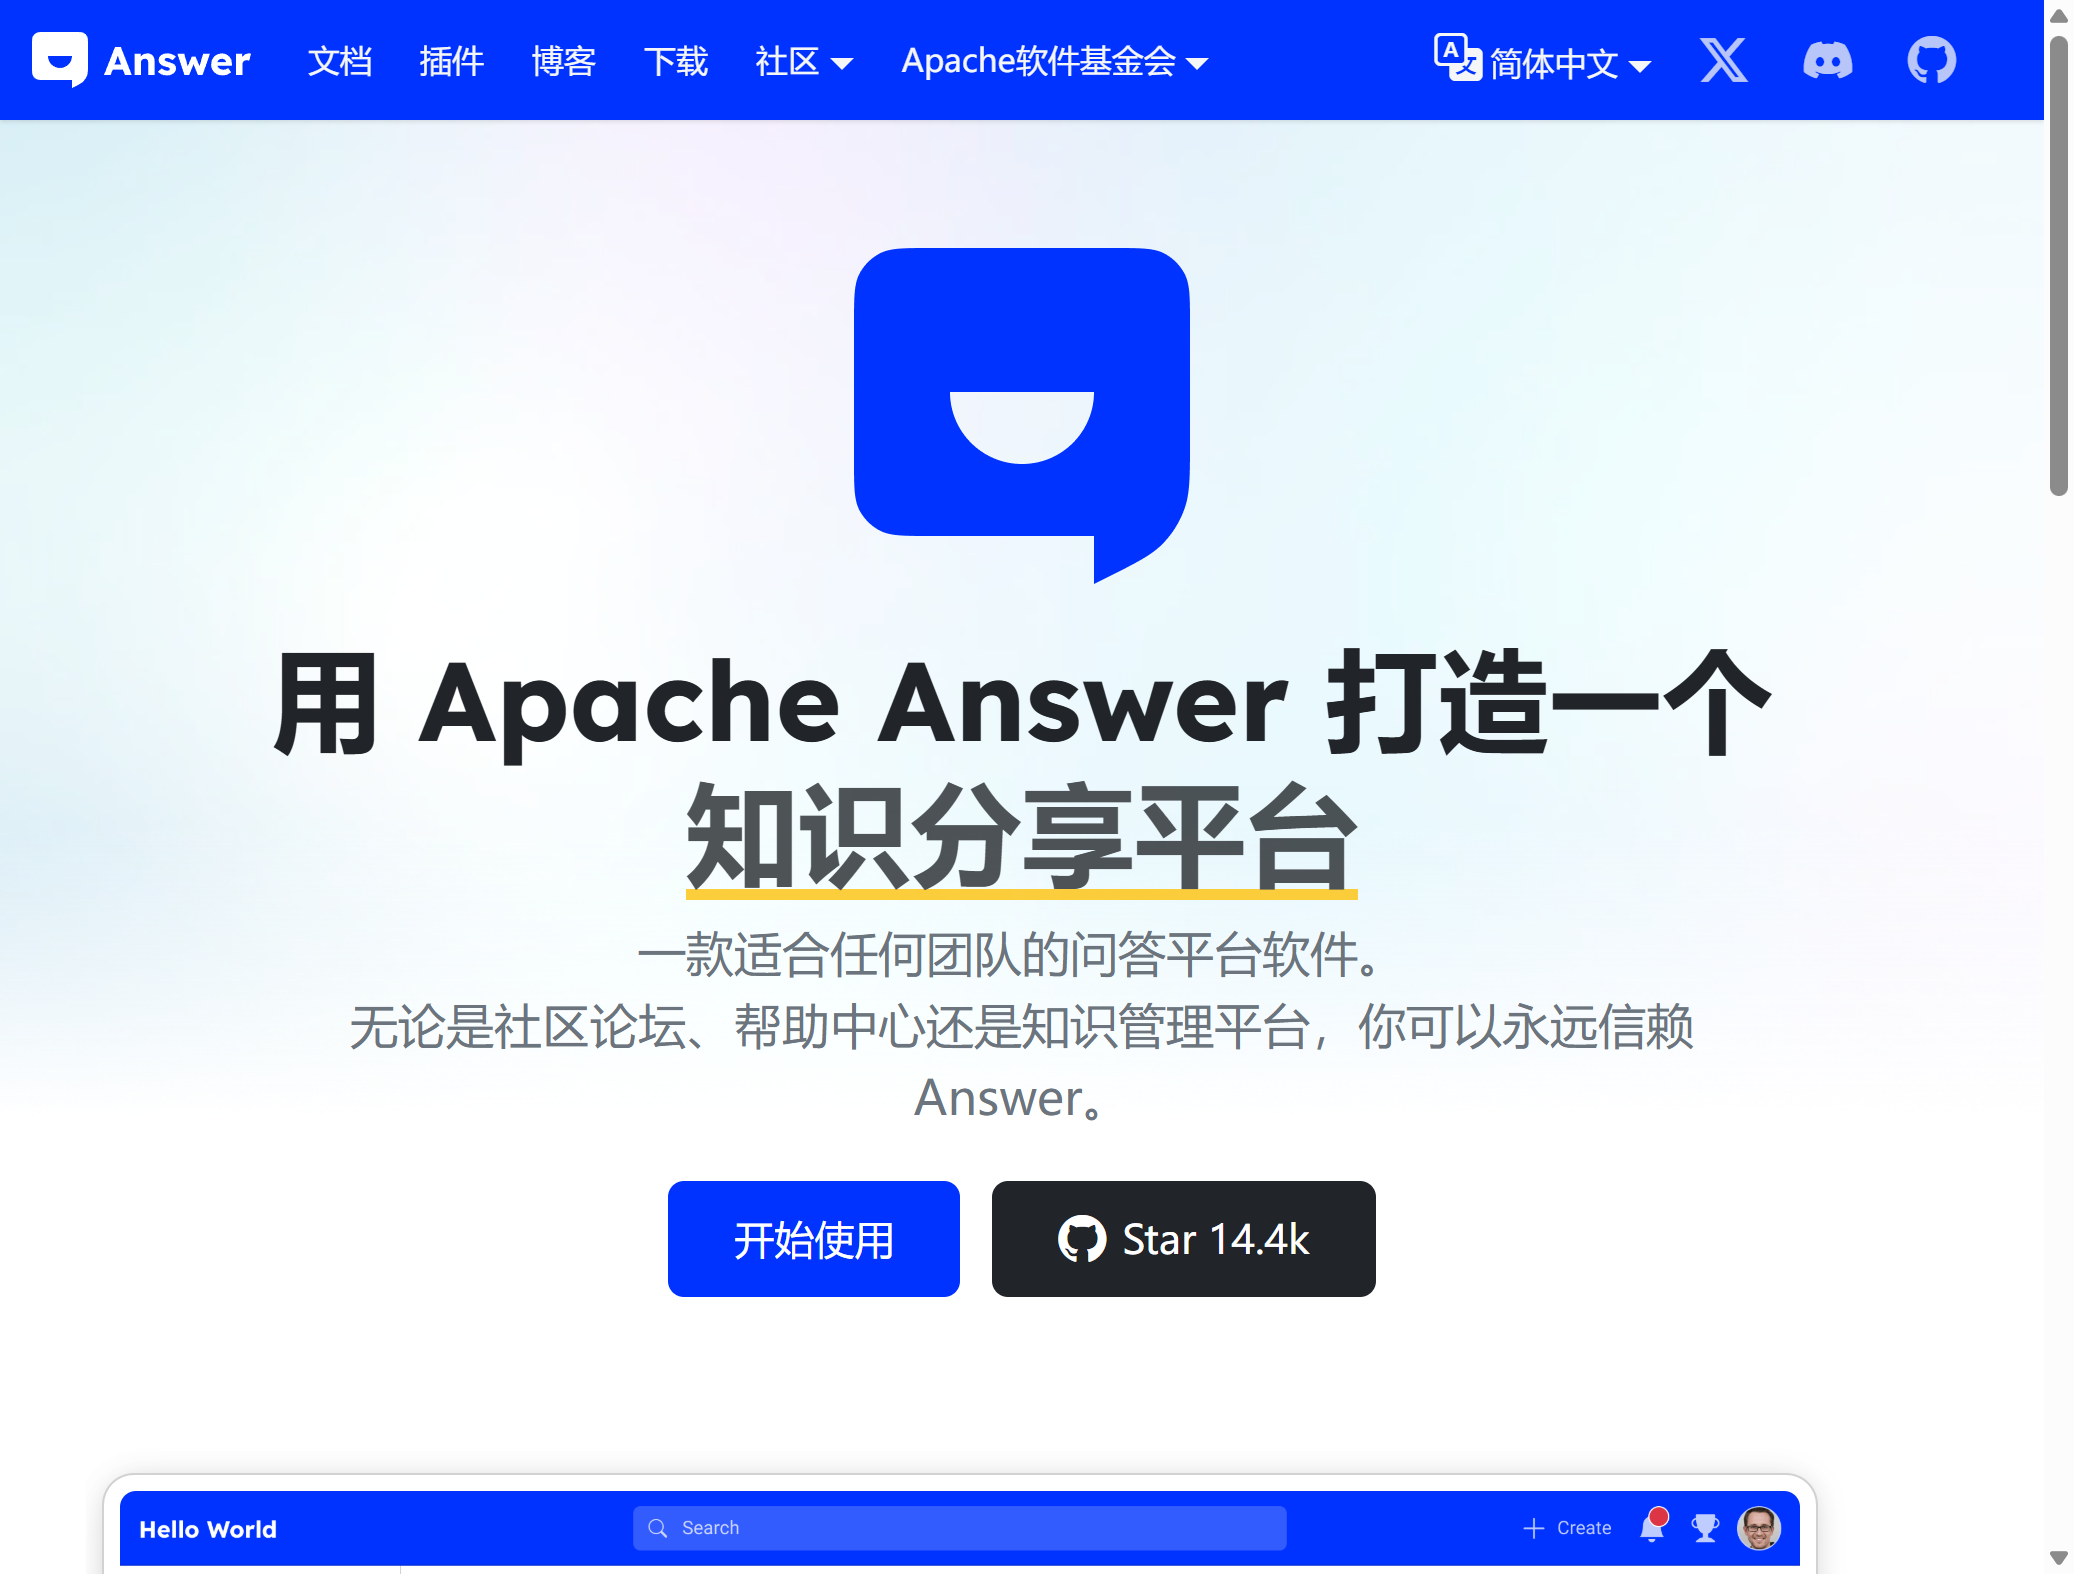 Answer 文档 插件 博客 下载 社区 Apache软件基金会 简体中文
用 Apache Answer 打造一个
知识分享平台
一款适合任何团队的问答平台软件。
无论是社区论坛、帮助中心还是知识管理平台，你可以永远信赖
Answer。
开始使用 Star 14.4k
Hello World Search Create